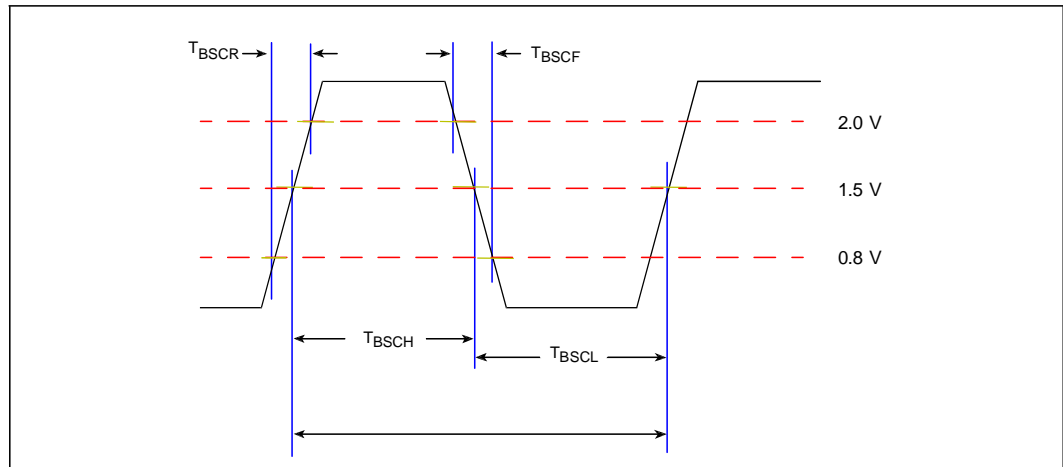 TBSCR
TBSCF
2.0 V
1.5 V
0.8 V
TBSCH
TBSCL